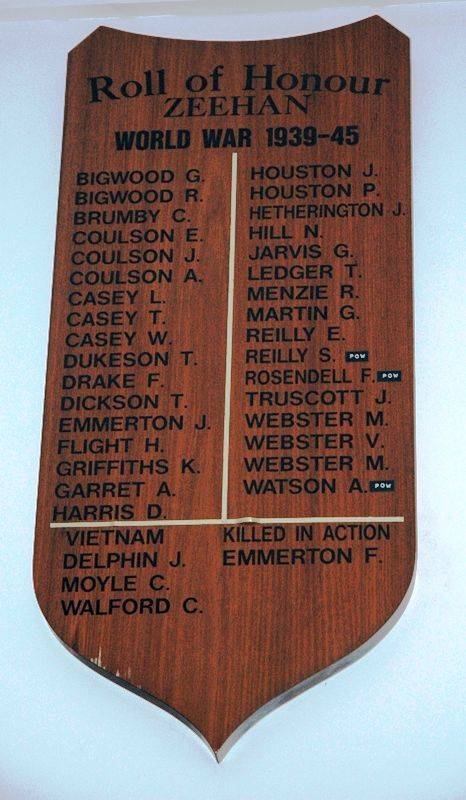 Roll of Honour
ZEEHAN
WORLD WAR 1939-45
BIGWOOD G.
BIGWOOD R.
BRUMBY C.
COULSON E.
COULSON J.
COULSON A.
CASEY L.
CASEY T.
CASEY W.
DUKESON T.
DRAKE F.
DICKSON T.
EMMERTON J.
FLIGHT H.
GRIFFITHS K.
GARRET A.
HARRIS D.
HOUSTON J.
HOUSTON P.
HETHERINGTON J.
HILL N.
JARVIS G.
LEDGER T.
MENZIE R.
MARTIN G.
REILLY E.
REILLY S. POW
ROSENDELL F. POW
TRUSCOTT J.
WEBSTER M.
WEBSTER V.
WEBSTER M.
WATSON A. POW
VIETNAM
DELPHIN J.
MOYLE C.
WALFORD C.
KILLED IN ACTION
EMMERTON F.